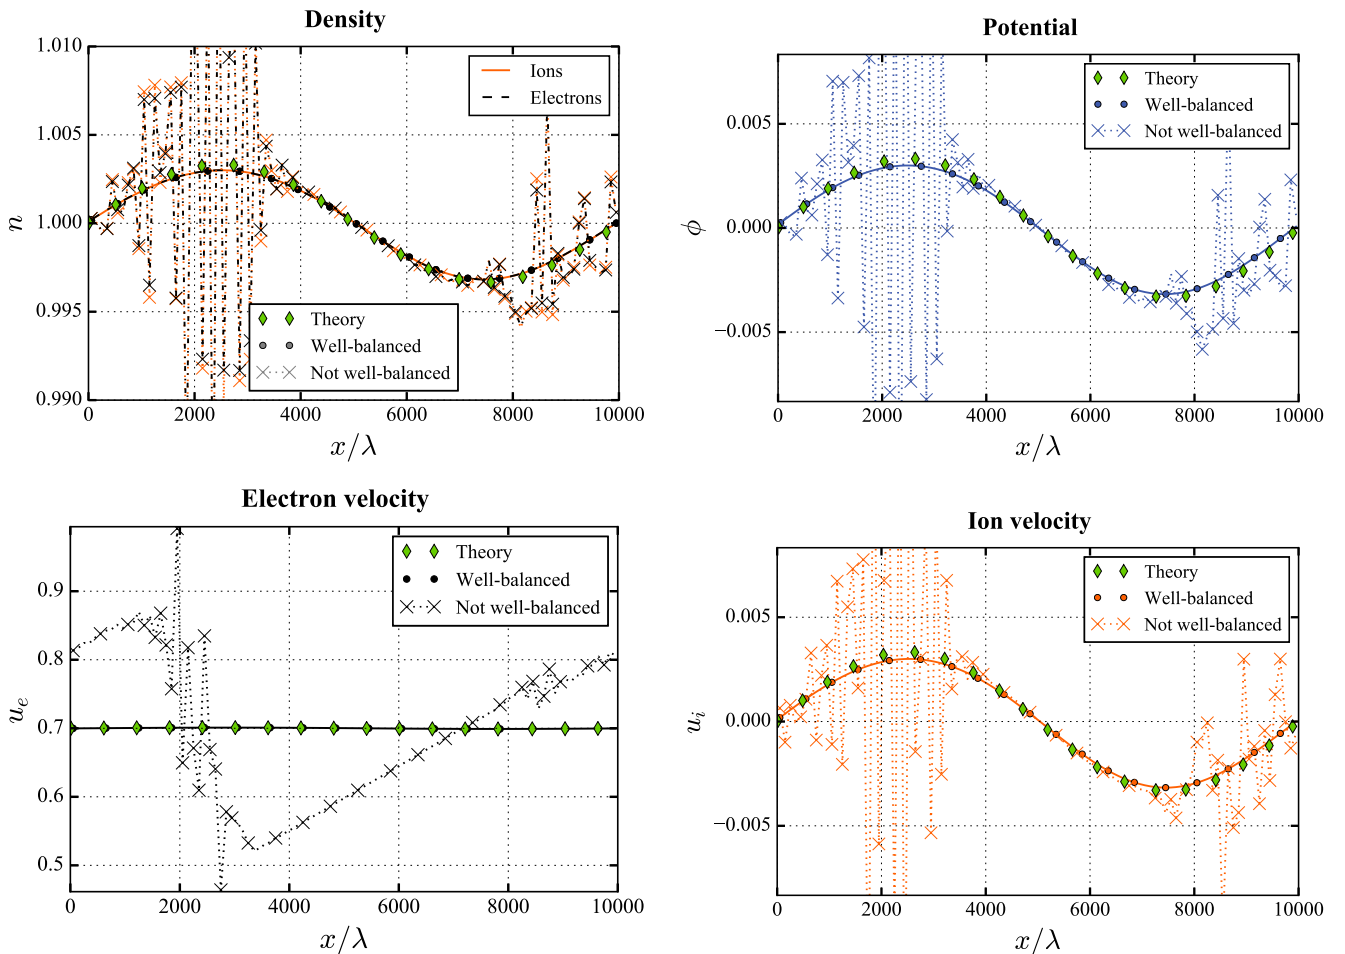 Density
1.010
1.005
1.000
0.995
0.990
n
Ions
Electrons
Theory
Well-balanced
Not well-balanced
0 2000 4000 6000 8000 10000
x/λ
Potential
0.005
0.000
−0.005
ϕ
Theory
Well-balanced
Not well-balanced
0 2000 4000 6000 8000 10000
x/λ
Electron velocity
0.9
0.8
0.7
0.6
0.5
u_e
Theory
Well-balanced
Not well-balanced
0 2000 4000 6000 8000 10000
x/λ
Ion velocity
0.005
0.000
−0.005
u_i
Theory
Well-balanced
Not well-balanced
0 2000 4000 6000 8000 10000
x/λ